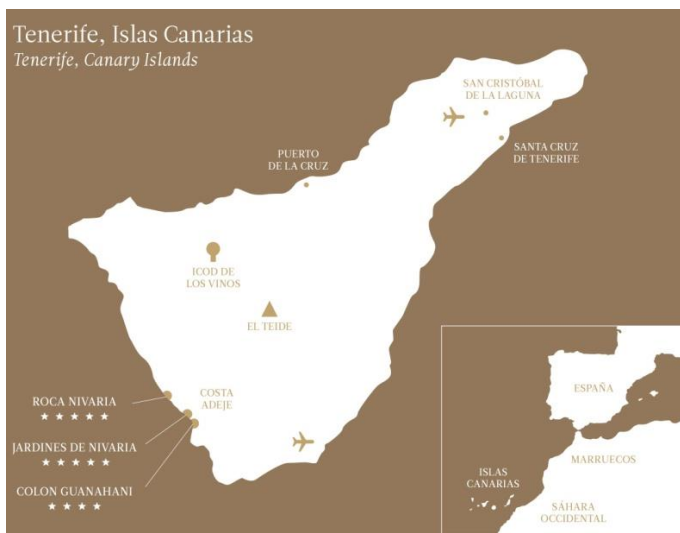 Tenerife, Islas Canarias
Tenerife, Canary Islands
SAN CRISTÓBAL
DE LA LAGUNA
SANTA CRUZ
DE TENERIFE
PUERTO
DE LA CRUZ
ICOD DE
LOS VINOS
EL TEIDE
COSTA
ADEJE
ROCA NIVARIA
JARDINES DE NIVARIA
COLON GUANAHANI
ESPAÑA
MARRUECOS
ISLAS
CANARIAS
SÁHARA
OCCIDENTAL